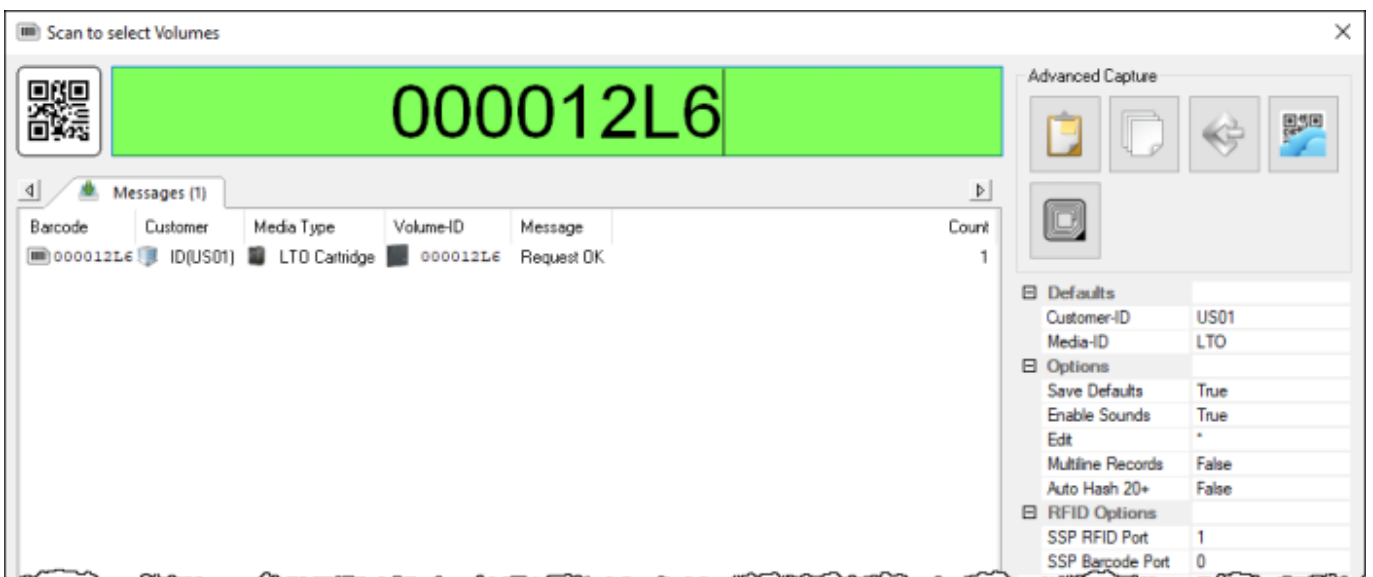 Scan to select Volumes
000012L6
Advanced Capture
Messages (1)
Barcode Customer Media Type Volume-ID Message Count
000012L6 ID(US01) LTO Cartridge 000012L6 Request OK 1
Defaults
Customer-ID US01
Media-ID LTO
Options
Save Defaults True
Enable Sounds True
Edit *
Multiline Records False
Auto Hash 20+ False
RFID Options
SSP RFID Port 1
SSP Barcode Port 0